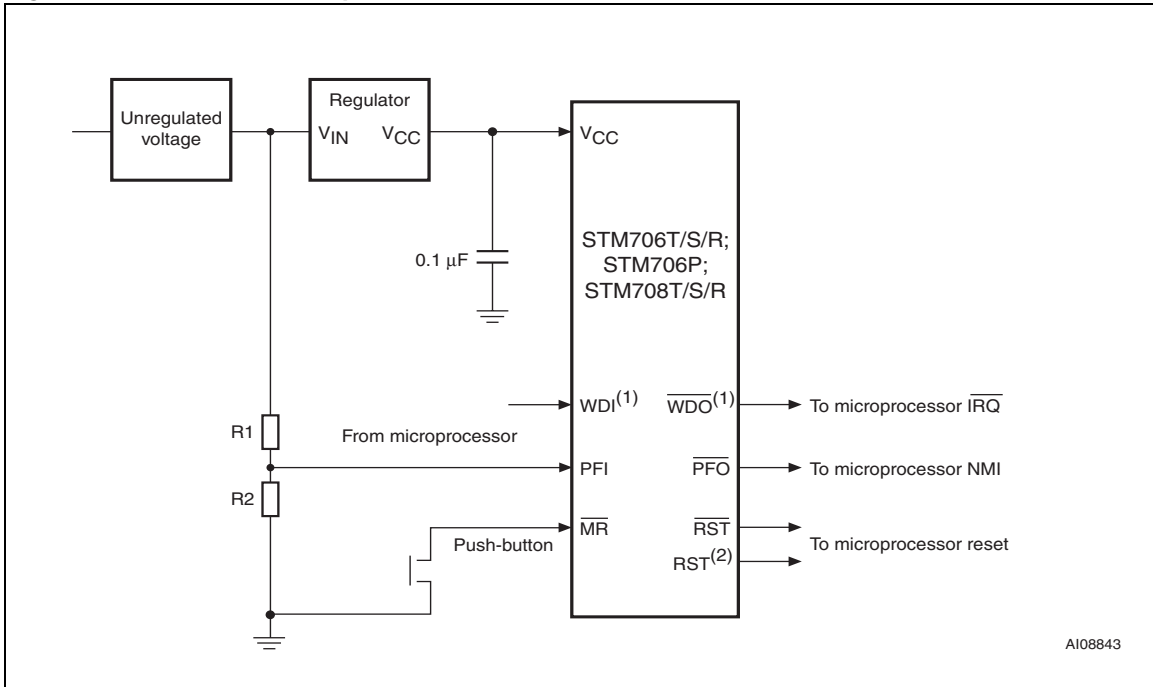 Unregulated
voltage
Regulator
VIN VCC
VCC
0.1 μF
STM706T/S/R;
STM706P;
STM708T/S/R
WDI(1)
WDO(1)
To microprocessor IRQ
R1
From microprocessor
PFI
PFO
To microprocessor NMI
R2
Push-button
MR
RST
RST(2)
To microprocessor reset
AI08843